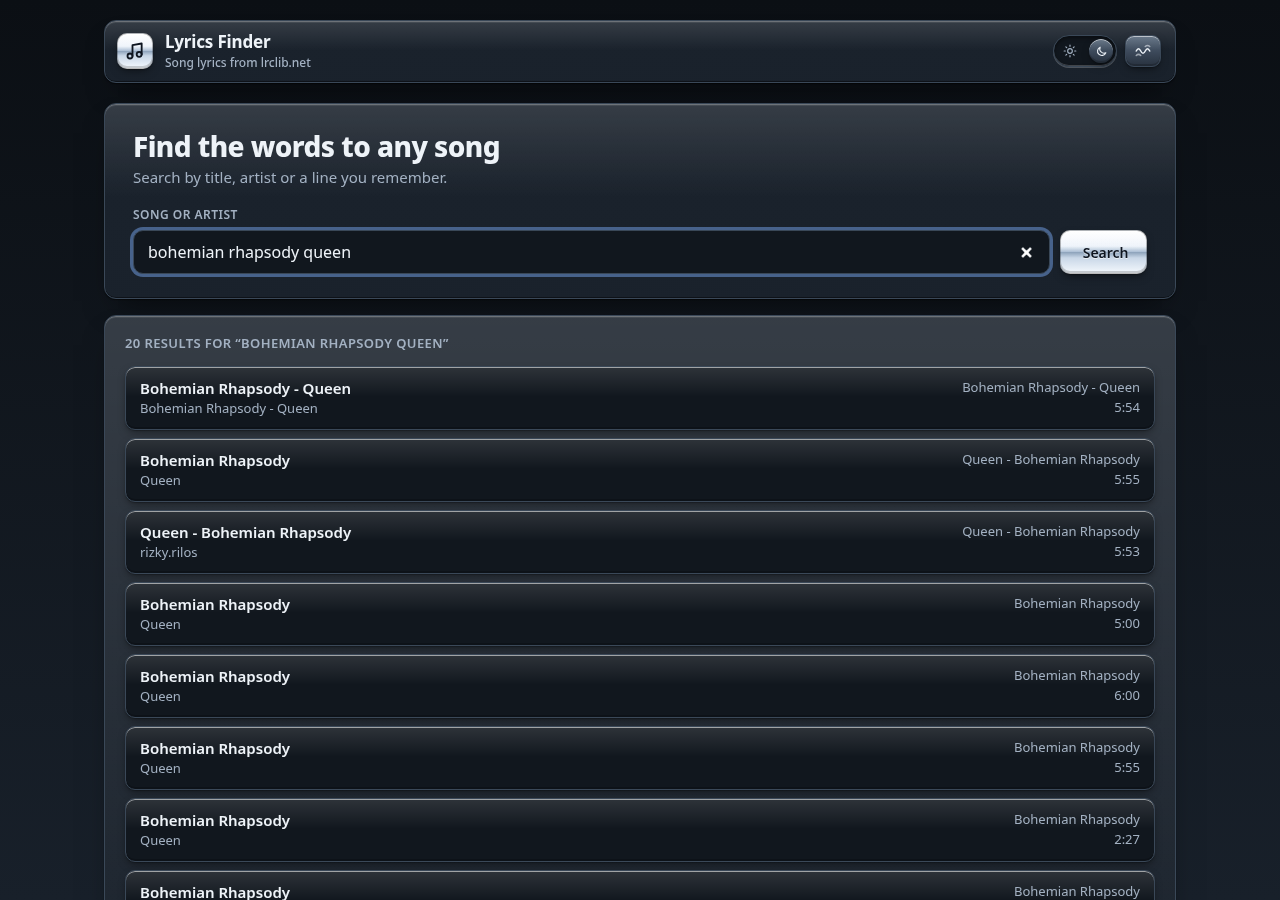 Lyrics Finder
Song lyrics from lrclib.net
Find the words to any song
Search by title, artist or a line you remember.
SONG OR ARTIST
bohemian rhapsody queen
Search
20 RESULTS FOR “BOHEMIAN RHAPSODY QUEEN”
Bohemian Rhapsody - Queen
Bohemian Rhapsody - Queen
Bohemian Rhapsody - Queen
5:54
Bohemian Rhapsody
Queen
Queen - Bohemian Rhapsody
5:55
Queen - Bohemian Rhapsody
rizky.rilos
Queen - Bohemian Rhapsody
5:53
Bohemian Rhapsody
Queen
Bohemian Rhapsody
5:00
Bohemian Rhapsody
Queen
Bohemian Rhapsody
6:00
Bohemian Rhapsody
Queen
Bohemian Rhapsody
5:55
Bohemian Rhapsody
Queen
Bohemian Rhapsody
2:27
Bohemian Rhapsody
Bohemian Rhapsody